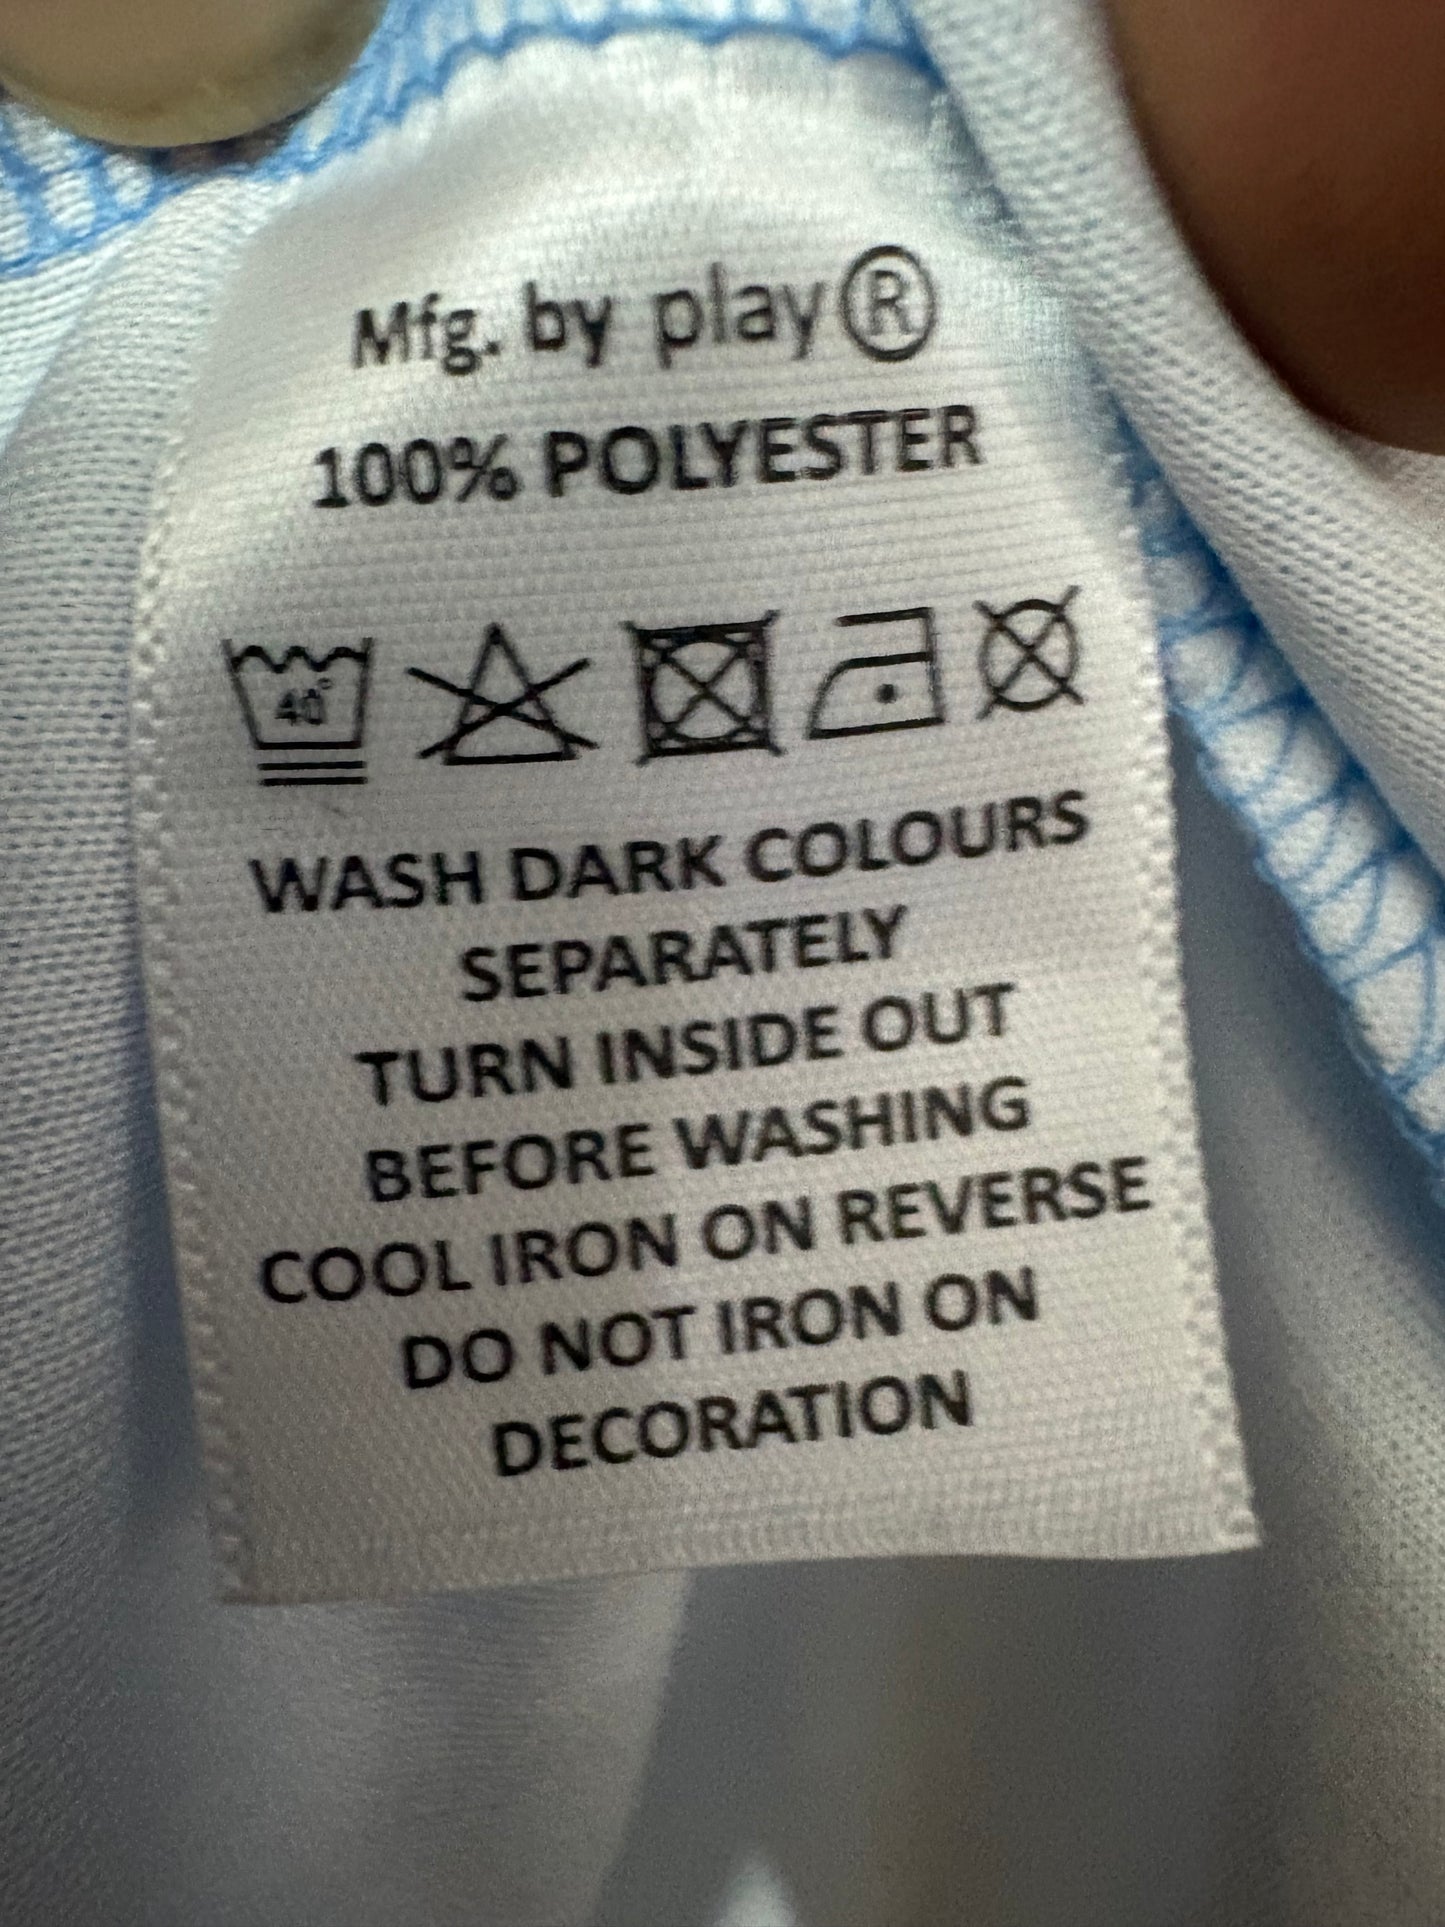 Mfg. by play®
100% POLYESTER
40°
WASH DARK COLOURS
SEPARATELY
TURN INSIDE OUT
BEFORE WASHING
COOL IRON ON REVERSE
DO NOT IRON ON
DECORATION